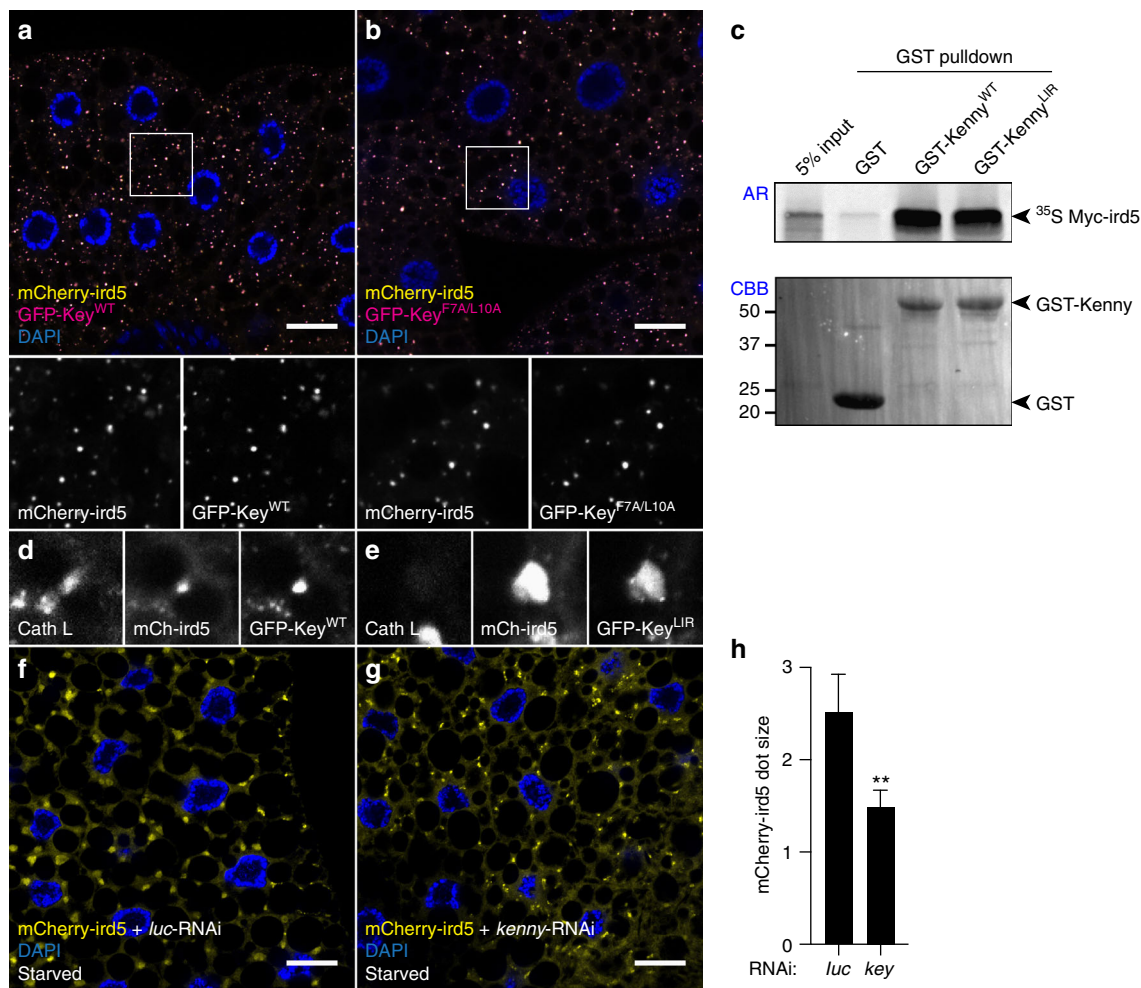 a
mCherry-ird5
GFP-Key^WT
DAPI
b
mCherry-ird5
GFP-Key^F7A/L10A
DAPI
mCherry-ird5
GFP-Key^WT
mCherry-ird5
GFP-Key^F7A/L10A
c
GST pulldown
5% input
GST
GST-Kenny^WT
GST-Kenny^LIR
AR
³⁵S Myc-ird5
CBB
50
37
25
20
GST-Kenny
GST
d
Cath L
mCh-ird5
GFP-Key^WT
e
Cath L
mCh-ird5
GFP-Key^LIR
f
mCherry-ird5 + luc-RNAi
DAPI
Starved
g
mCherry-ird5 + kenny-RNAi
DAPI
Starved
h
mCherry-ird5 dot size
3
2
1
0
**
RNAi: luc key